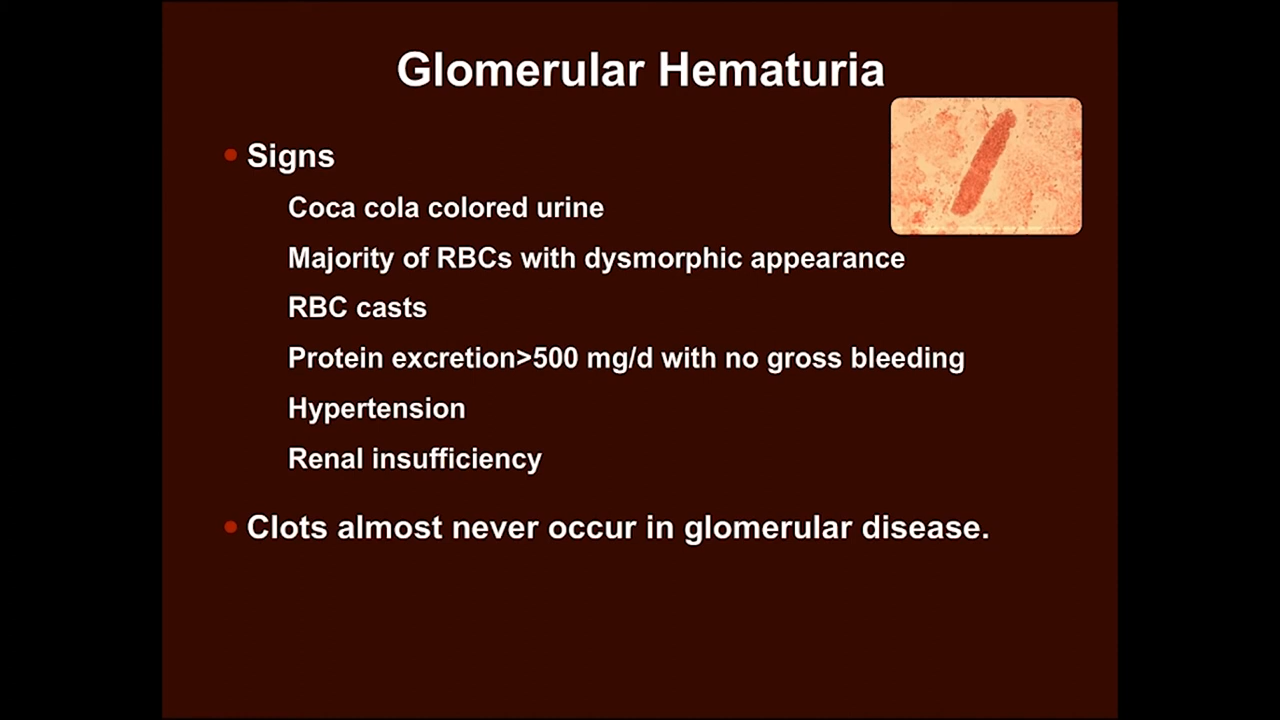 Glomerular Hematuria
Signs
Coca cola colored urine
Majority of RBCs with dysmorphic appearance
RBC casts
Protein excretion>500 mg/d with no gross bleeding
Hypertension
Renal insufficiency
Clots almost never occur in glomerular disease.